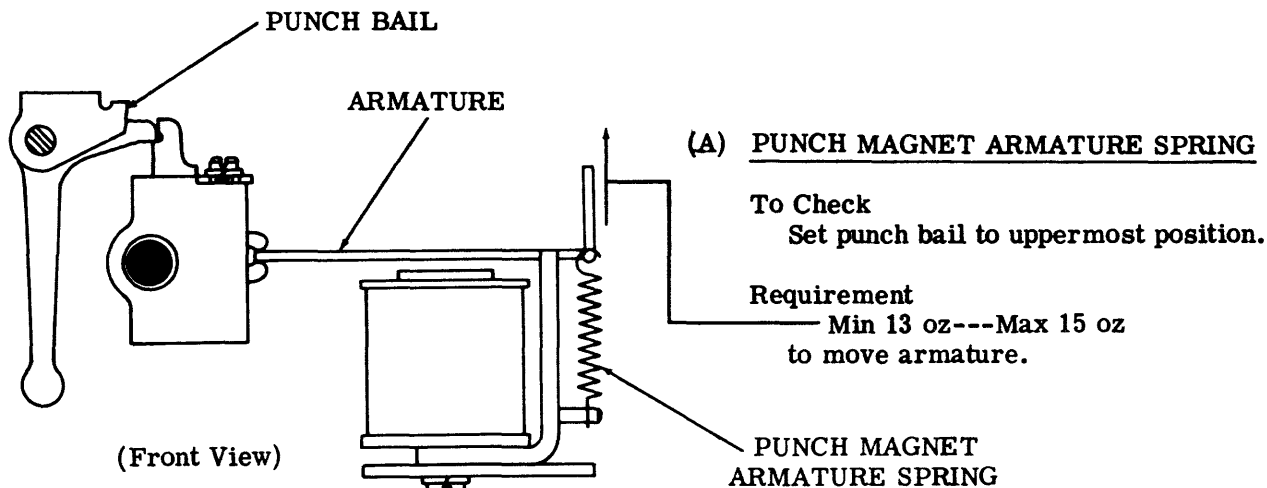 PUNCH BAIL
ARMATURE
(A) PUNCH MAGNET ARMATURE SPRING
To Check
Set punch bail to uppermost position.
Requirement
Min 13 oz---Max 15 oz
to move armature.
(Front View)
PUNCH MAGNET
ARMATURE SPRING